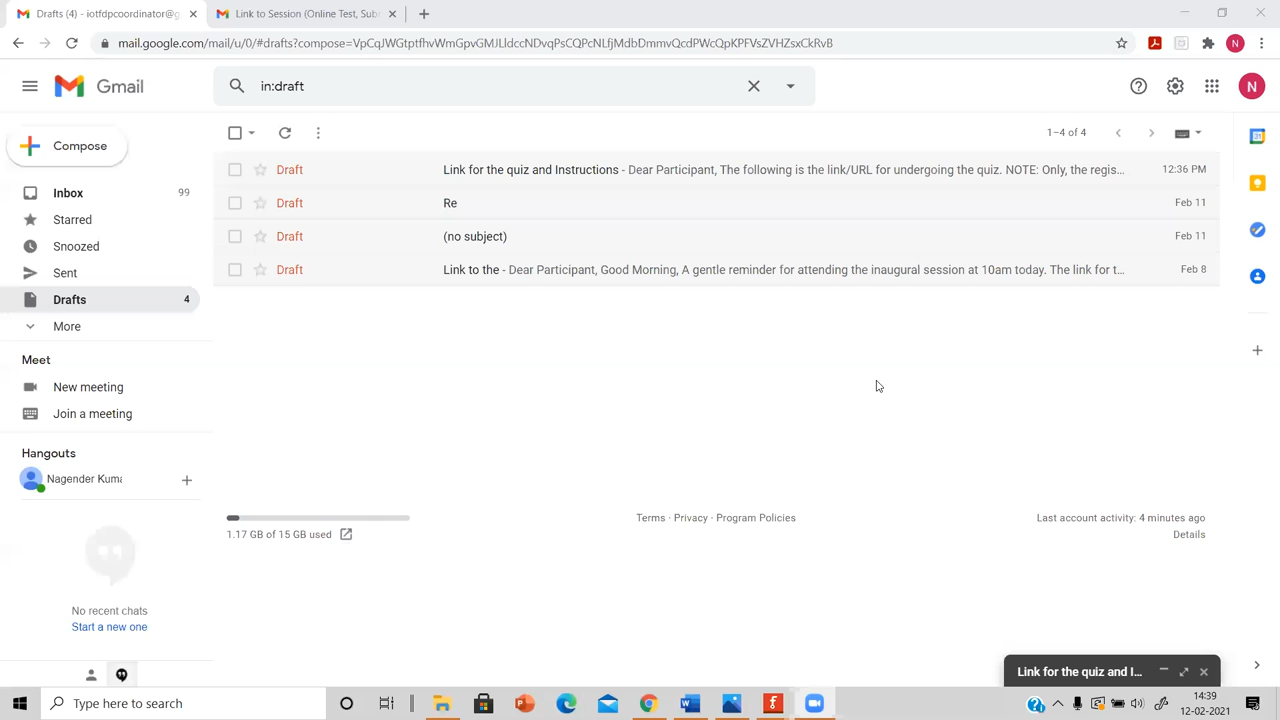 Drafts (4) - iotfdpcoordinator@g
Link to Session (Online Test, Sub
mail.google.com/mail/u/0/#drafts?compose=VpCqJWGtptfhvWmGpvGMJLldccNDvqPsCQPcNLfjMdbDmmvQcdPWcQpKPFVsZVHZsxCkRvB
N
Gmail
in:draft
N
Compose
1–4 of 4
Draft Link for the quiz and Instructions - Dear Participant, The following is the link/URL for undergoing the quiz. NOTE: Only, the regis... 12:36 PM
Inbox 99
Draft Re Feb 11
Starred
Draft (no subject) Feb 11
Snoozed
Draft Link to the - Dear Participant, Good Morning, A gentle reminder for attending the inaugural session at 10am today. The link for t... Feb 8
Sent
Drafts 4
More
Meet
New meeting
Join a meeting
Hangouts
Nagender Kuma
1.17 GB of 15 GB used
Terms · Privacy · Program Policies
Last account activity: 4 minutes ago
Details
No recent chats
Start a new one
Link for the quiz and I...
Type here to search
14:39
12-02-2021